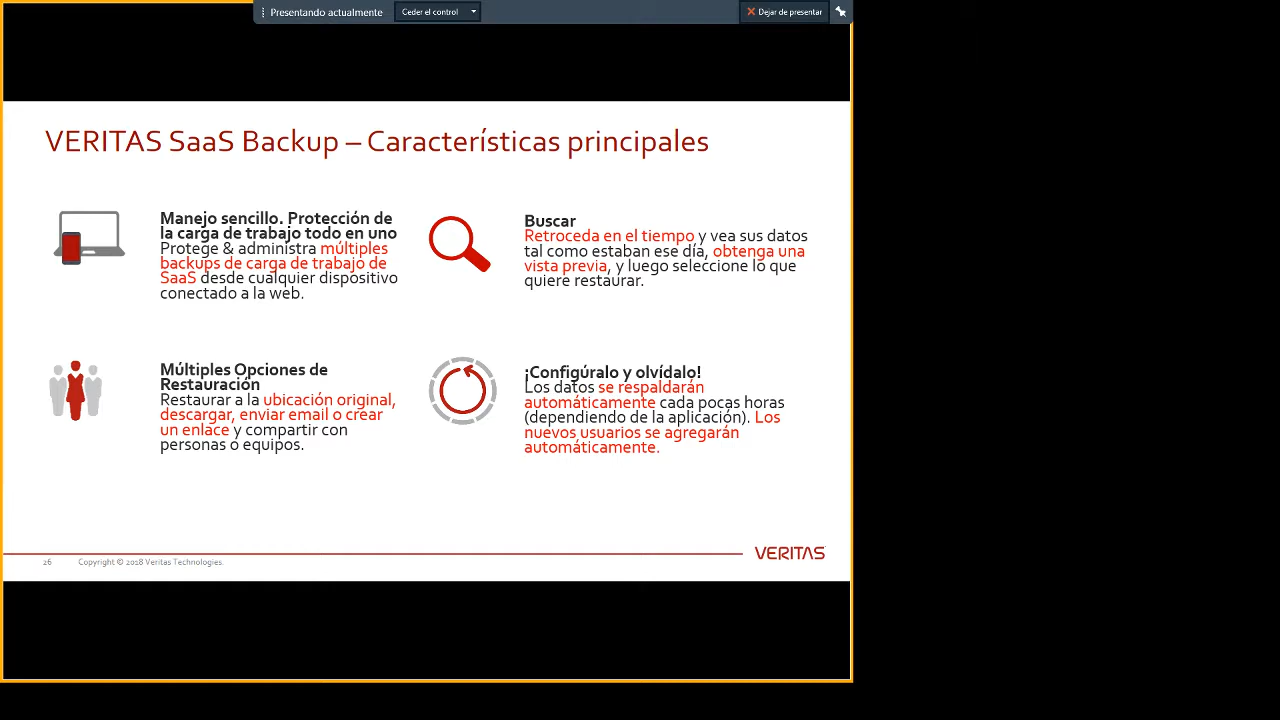 Presentando actualmente
Ceder el control
Dejar de presentar
VERITAS SaaS Backup – Características principales
Manejo sencillo. Protección de
la carga de trabajo todo en uno
Protege & administra múltiples
backups de carga de trabajo de
SaaS desde cualquier dispositivo
conectado a la web.
Buscar
Retroceda en el tiempo y vea sus datos
tal como estaban ese día, obtenga una
vista previa, y luego seleccione lo que
quiere restaurar.
Múltiples Opciones de
Restauración
Restaurar a la ubicación original,
descargar, enviar email o crear
un enlace y compartir con
personas o equipos.
¡Configúralo y olvídalo!
Los datos se respaldarán
automáticamente cada pocas horas
(dependiendo de la aplicación). Los
nuevos usuarios se agregarán
automáticamente.
26
Copyright © 2018 Veritas Technologies.
VERITAS